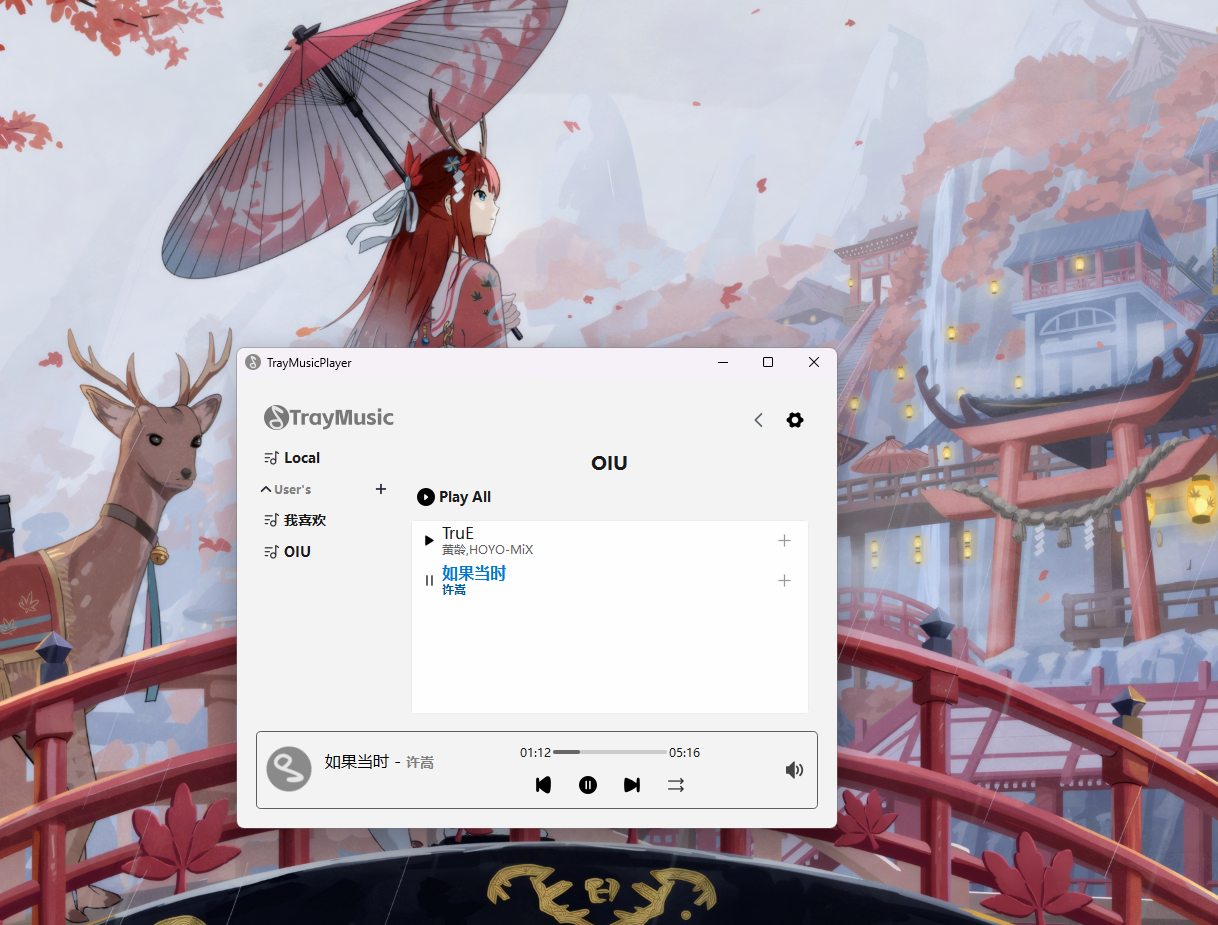 TrayMusicPlayer
TrayMusic
Local
User's
我喜欢
OIU
OIU
Play All
TruE
黄龄,HOYO-MiX
如果当时
许嵩
如果当时 - 许嵩
01:12
05:16